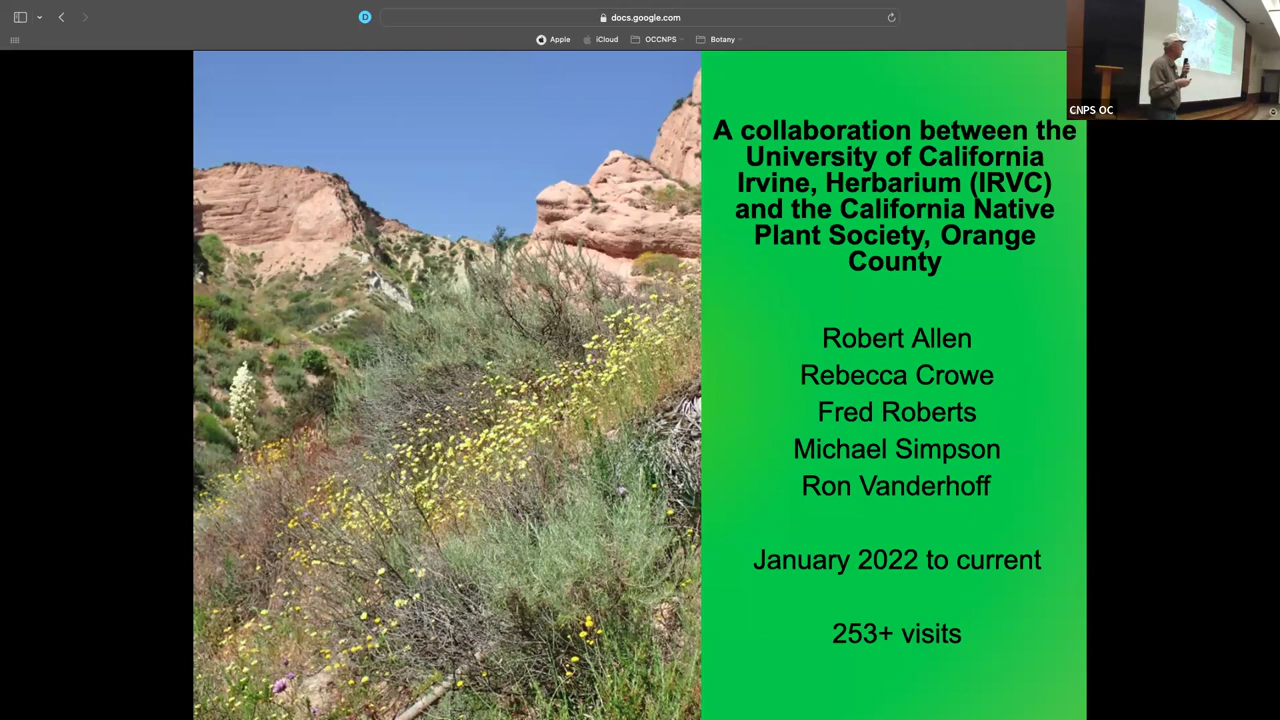 docs.google.com
Apple
iCloud
OCCNPS
Botany
CNPS OC
A collaboration between the
University of California
Irvine, Herbarium (IRVC)
and the California Native
Plant Society, Orange
County
Robert Allen
Rebecca Crowe
Fred Roberts
Michael Simpson
Ron Vanderhoff
January 2022 to current
253+ visits